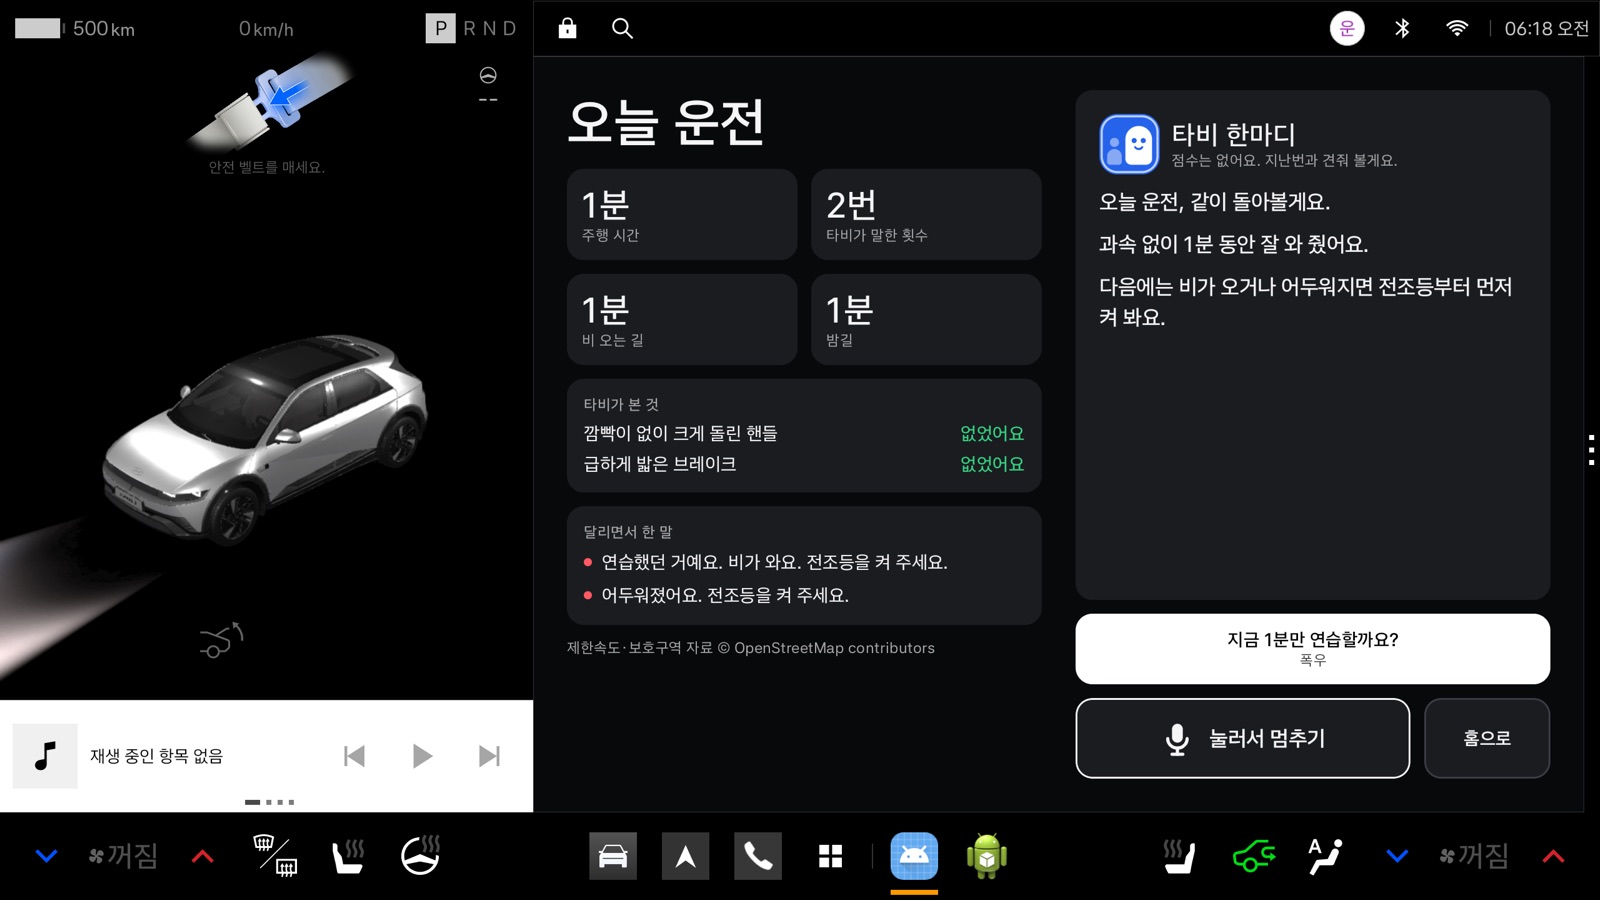 500 km
0 km/h
P R N D
06:18 오전
운
--
안전 벨트를 매세요.
오늘 운전
1분
주행 시간
2번
타비가 말한 횟수
1분
비 오는 길
1분
밤길
타비가 본 것
깜빡이 없이 크게 돌린 핸들 없었어요
급하게 밟은 브레이크 없었어요
달리면서 한 말
연습했던 거예요. 비가 와요. 전조등을 켜 주세요.
어두워졌어요. 전조등을 켜 주세요.
제한속도·보호구역 자료 © OpenStreetMap contributors
타비 한마디
점수는 없어요. 지난번과 견줘 볼게요.
오늘 운전, 같이 돌아볼게요.
과속 없이 1분 동안 잘 와 줬어요.
다음에는 비가 오거나 어두워지면 전조등부터 먼저
켜 봐요.
지금 1분만 연습할까요?
폭우
눌러서 멈추기
홈으로
재생 중인 항목 없음
꺼짐
A
꺼짐